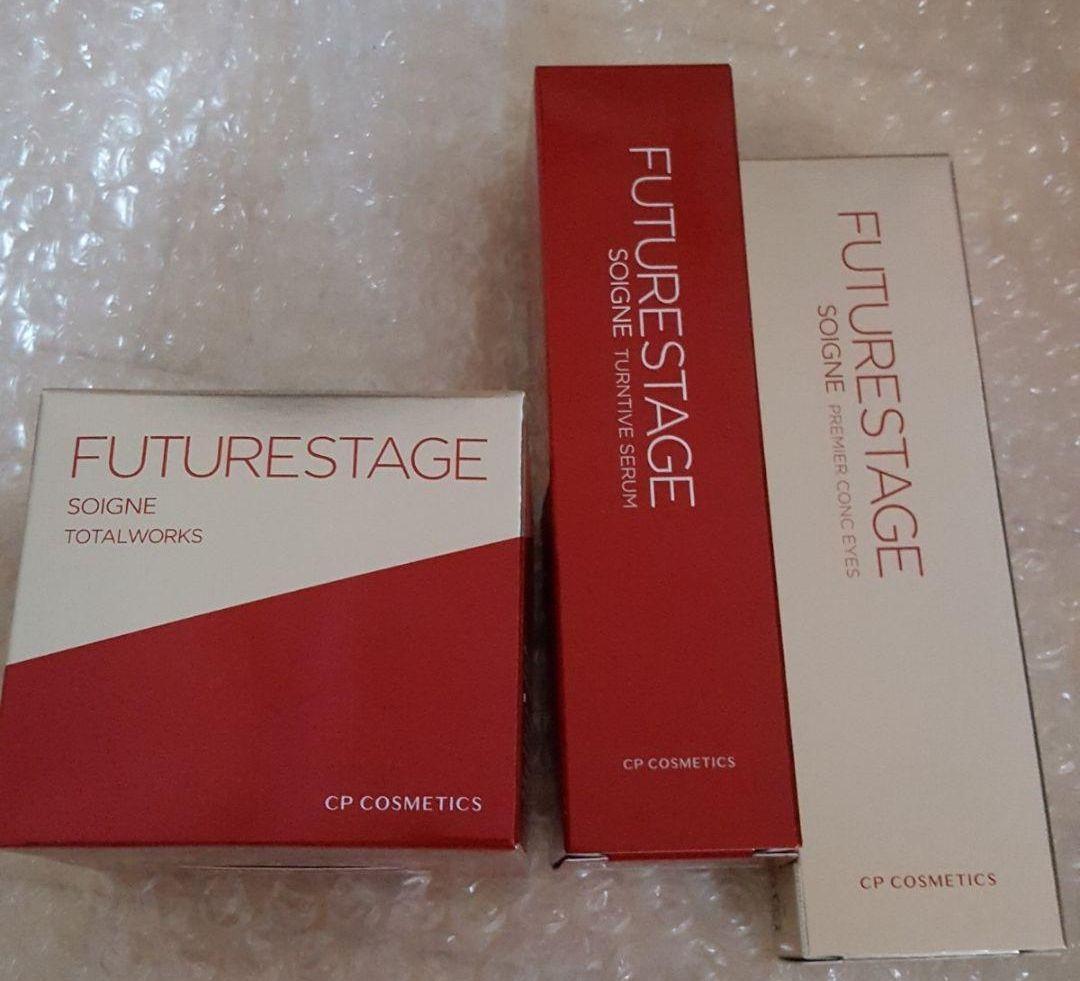 FUTURESTAGE
SOIGNE
TOTALWORKS
CP COSMETICS
FUTURESTAGE
SOIGNE TURNTIVE SERUM
CP COSMETICS
FUTURESTAGE
SOIGNE PREMIER CONC EYES
CP COSMETICS